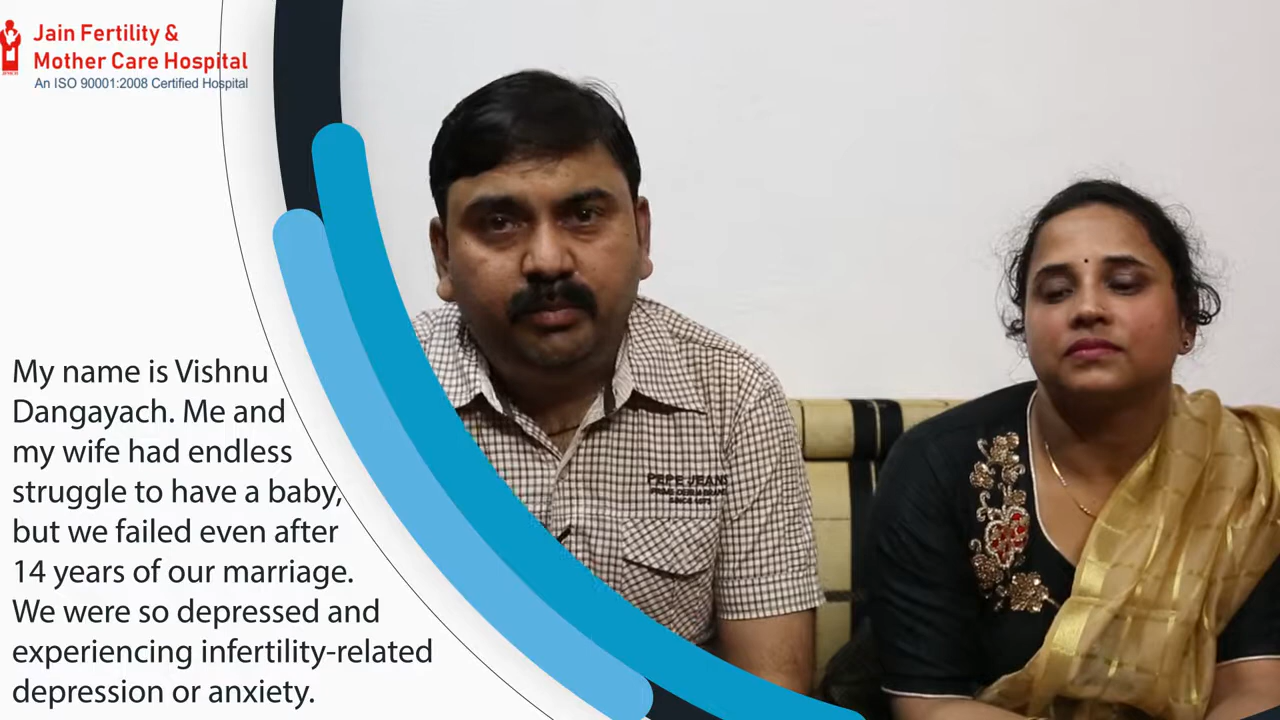 Jain Fertility &
Mother Care Hospital
An ISO 90001:2008 Certified Hospital
My name is Vishnu
Dangayach. Me and
my wife had endless
struggle to have a baby,
but we failed even after
14 years of our marriage.
We were so depressed and
experiencing infertility-related
depression or anxiety.
PEPE JEANS
SINCE 1973